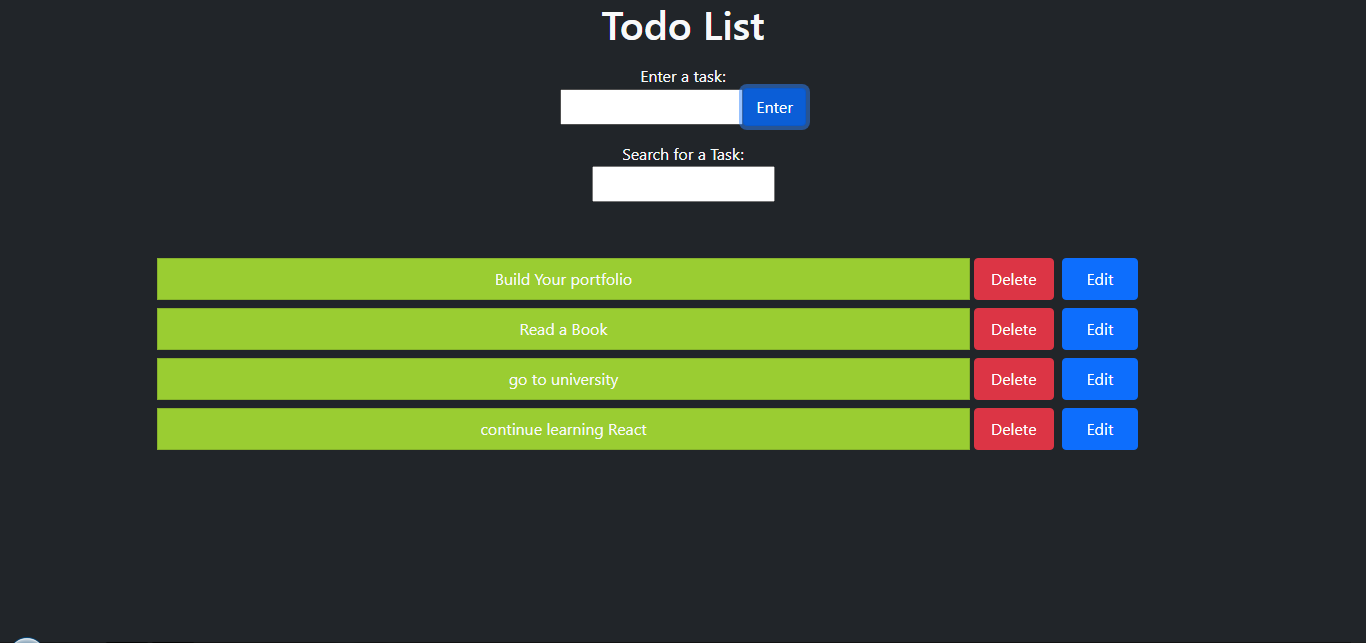 Todo List
Enter a task:
Enter
Search for a Task:
Build Your portfolio Delete Edit
Read a Book Delete Edit
go to university Delete Edit
continue learning React Delete Edit